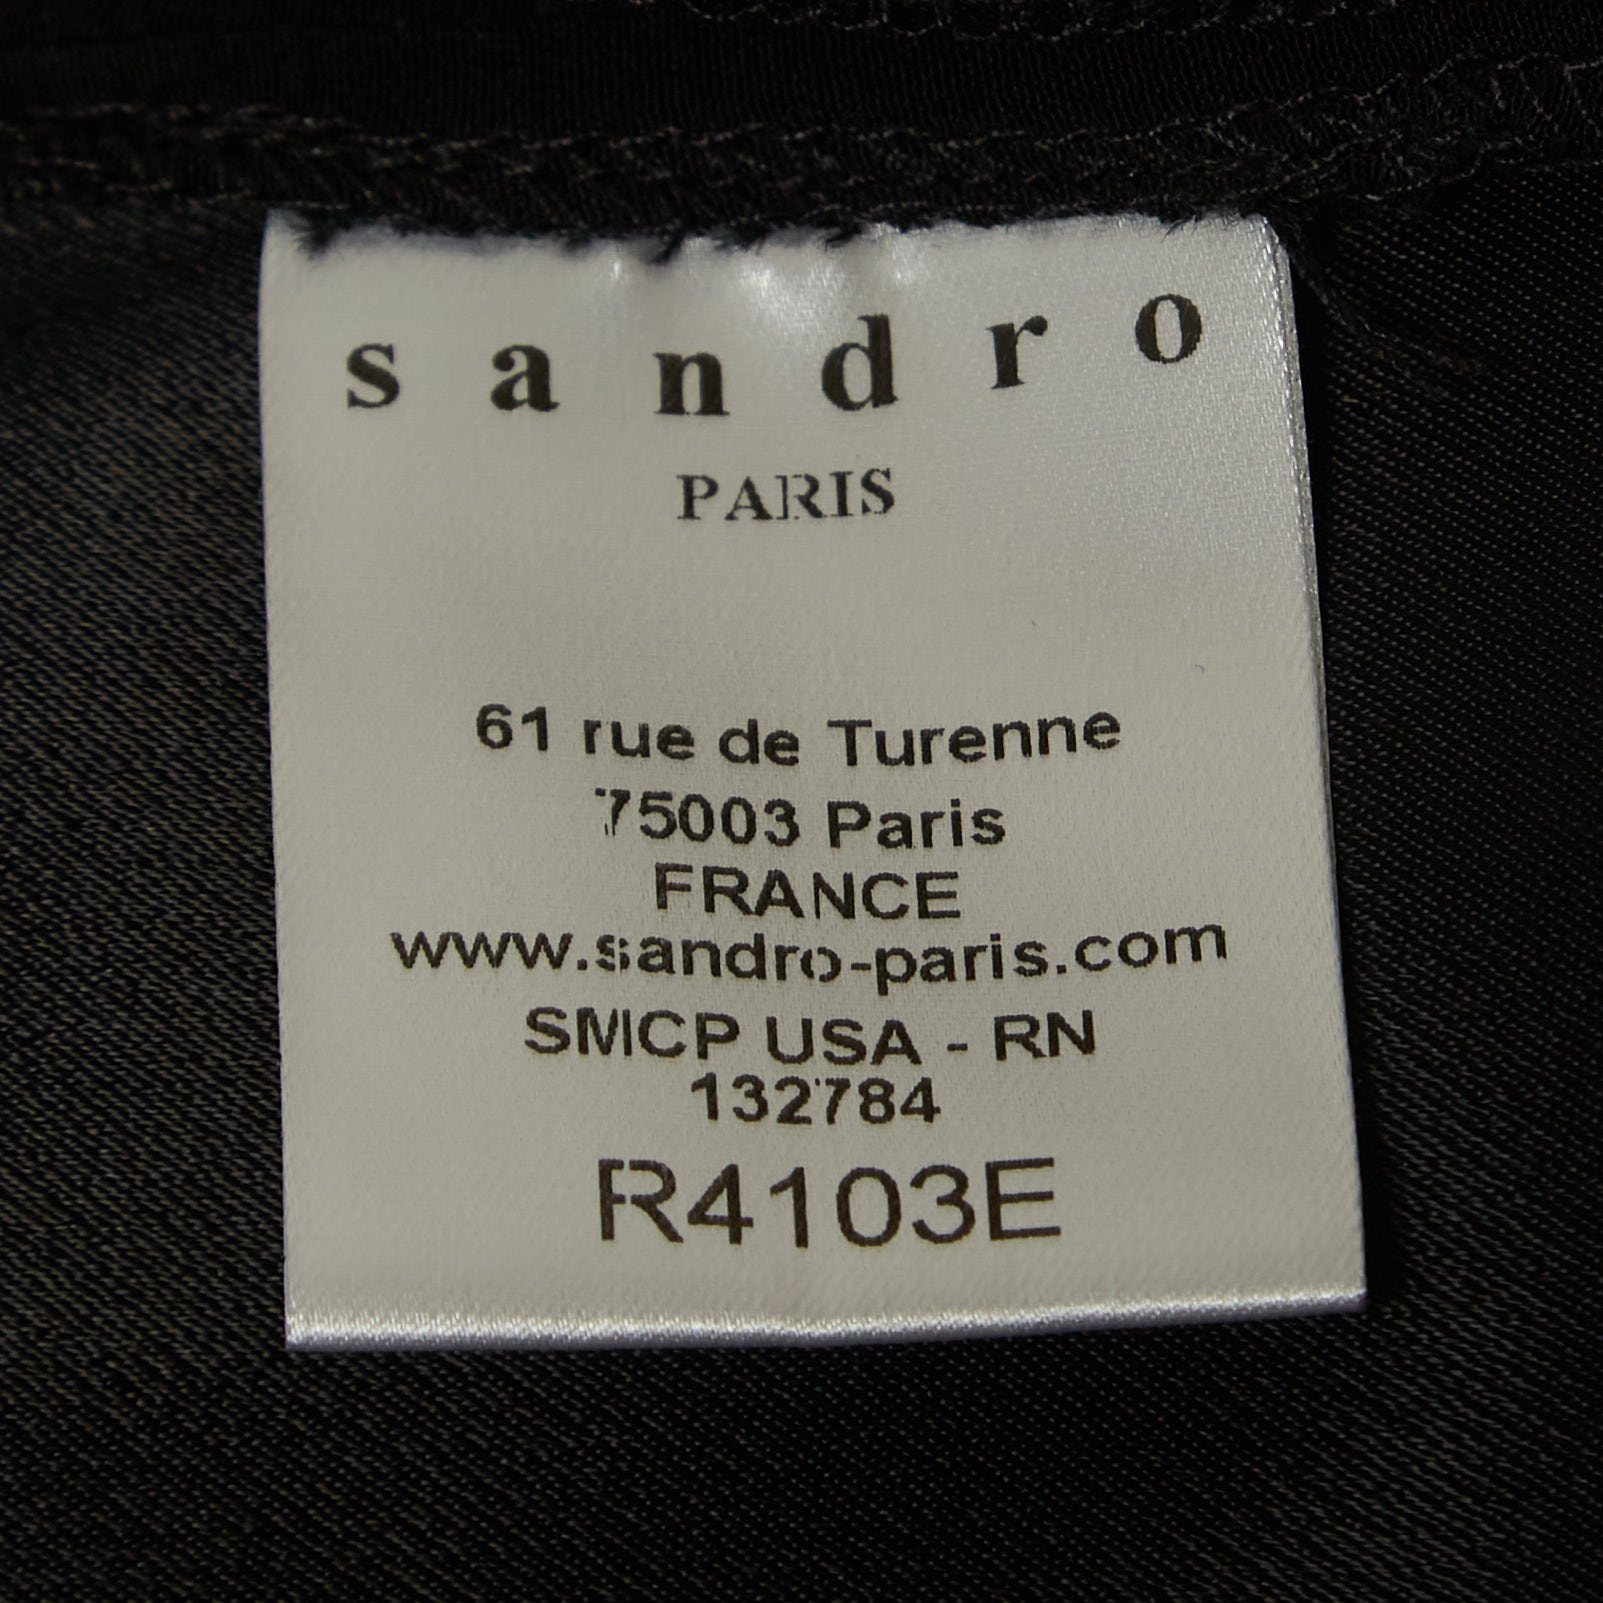 sandro
PARIS
61 rue de Turenne
75003 Paris
FRANCE
www.sandro-paris.com
SMCP USA - RN
132784
R4103E